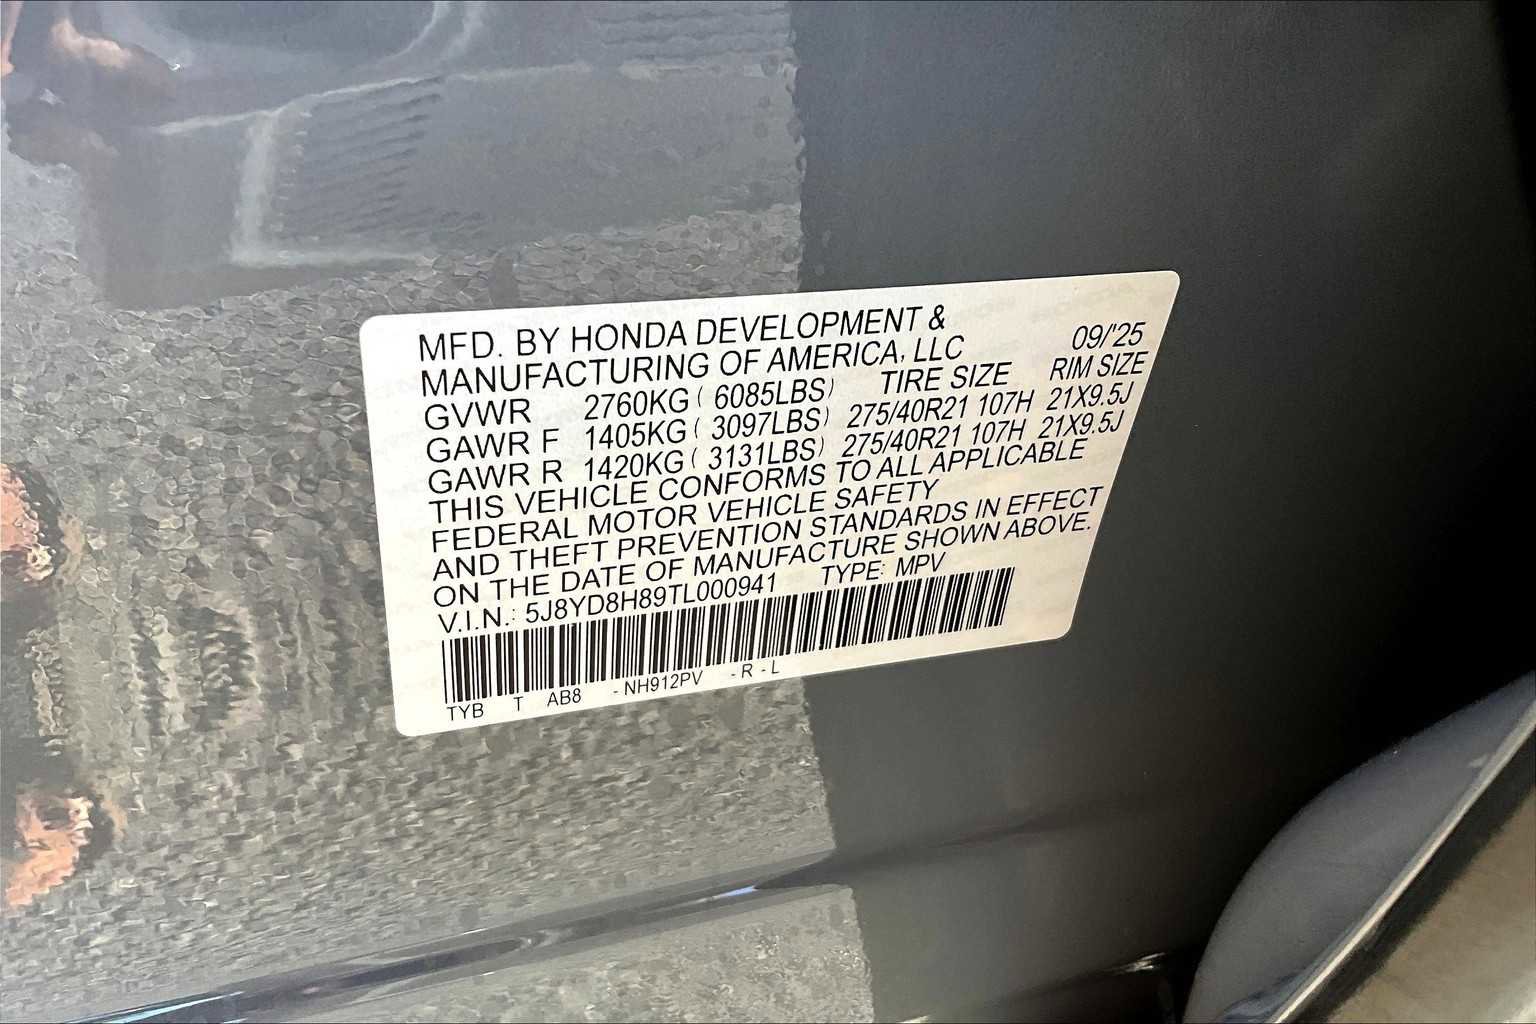 MFD. BY HONDA DEVELOPMENT &
MANUFACTURING OF AMERICA, LLC 09/'25
GVWR 2760KG ( 6085LBS) TIRE SIZE RIM SIZE
GAWR F 1405KG ( 3097LBS) 275/40R21 107H 21X9.5J
GAWR R 1420KG ( 3131LBS) 275/40R21 107H 21X9.5J
THIS VEHICLE CONFORMS TO ALL APPLICABLE
FEDERAL MOTOR VEHICLE SAFETY
AND THEFT PREVENTION STANDARDS IN EFFECT
ON THE DATE OF MANUFACTURE SHOWN ABOVE.
V.I.N.: 5J8YD8H89TL000941 TYPE: MPV
TYB T AB8 - NH912PV - R - L